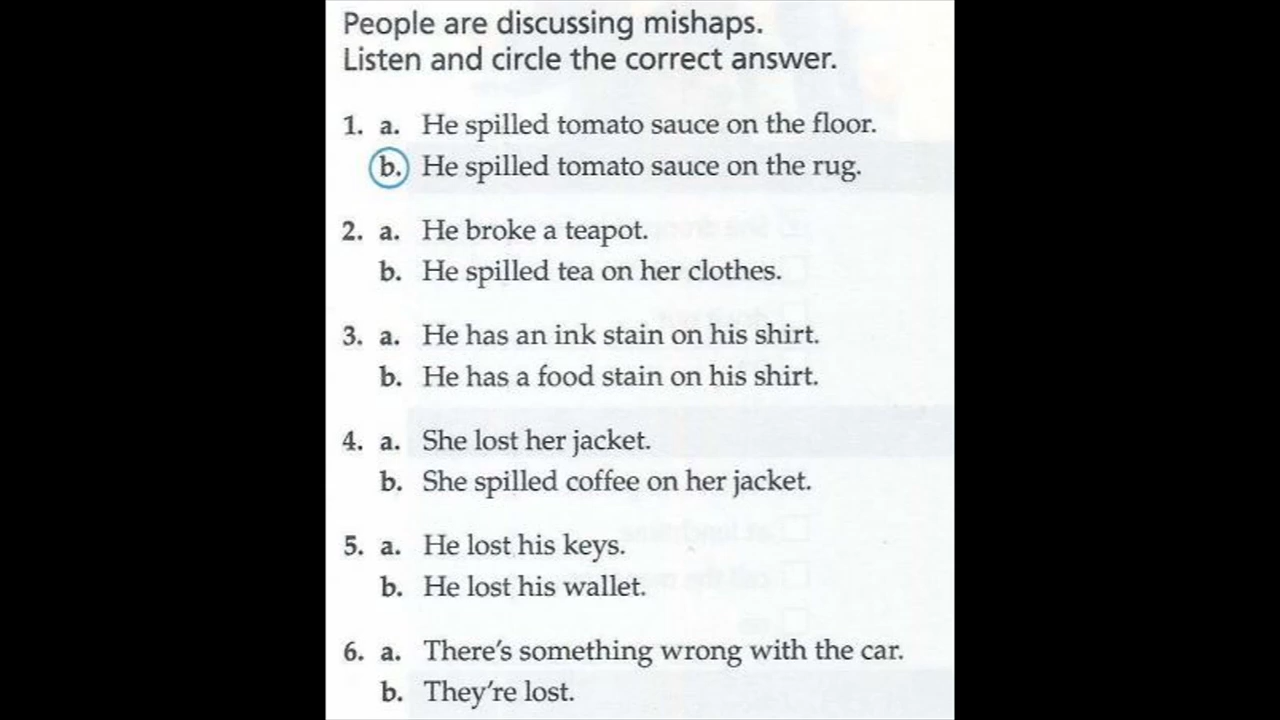 People are discussing mishaps.
Listen and circle the correct answer.
1. a. He spilled tomato sauce on the floor.
b. He spilled tomato sauce on the rug.
2. a. He broke a teapot.
b. He spilled tea on her clothes.
3. a. He has an ink stain on his shirt.
b. He has a food stain on his shirt.
4. a. She lost her jacket.
b. She spilled coffee on her jacket.
5. a. He lost his keys.
b. He lost his wallet.
6. a. There's something wrong with the car.
b. They're lost.